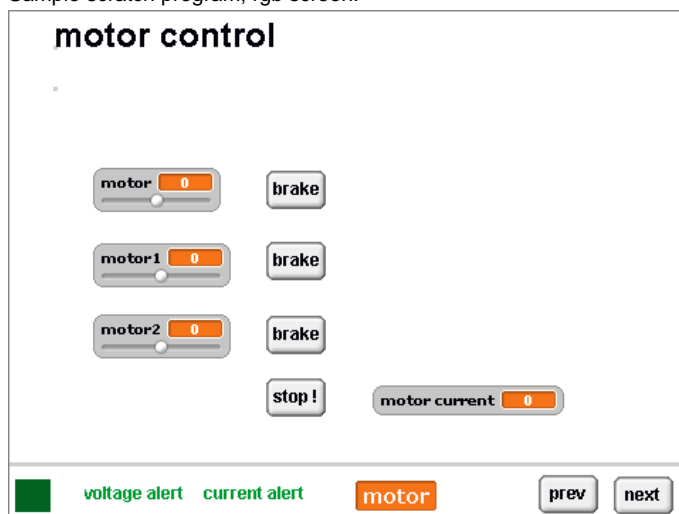 Sample scratch program, rgb screen:
motor control
motor 0 brake
motor1 0 brake
motor2 0 brake
stop! motor current 0
voltage alert current alert motor prev next